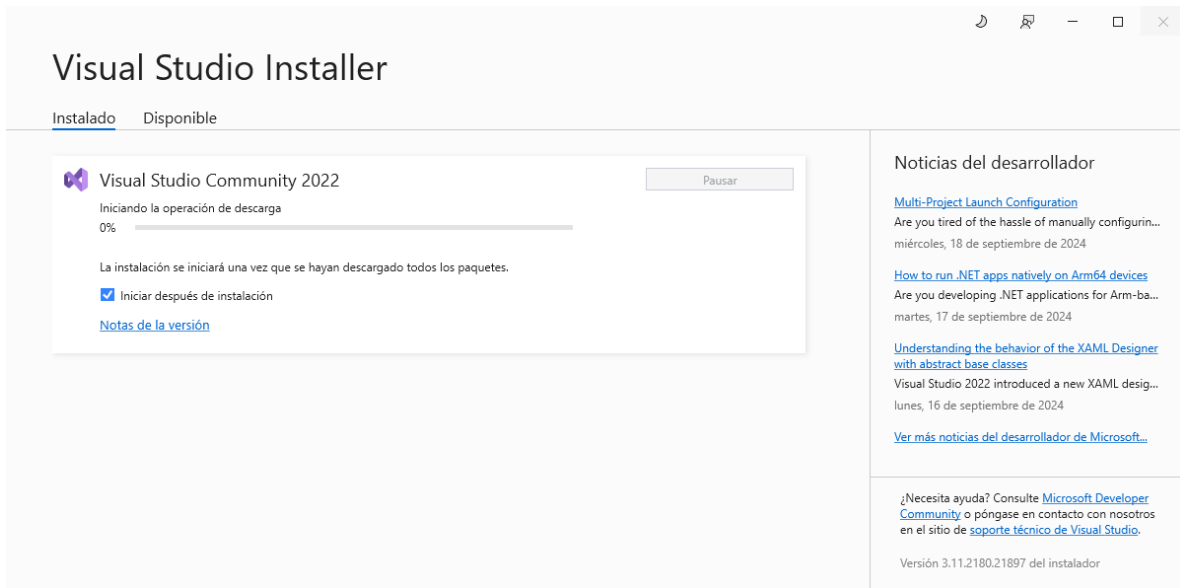 Visual Studio Installer
Instalado Disponible
Visual Studio Community 2022
Pausar
Iniciando la operación de descarga
0%
La instalación se iniciará una vez que se hayan descargado todos los paquetes.
Iniciar después de instalación
Notas de la versión
Noticias del desarrollador
Multi-Project Launch Configuration
Are you tired of the hassle of manually configurin...
miércoles, 18 de septiembre de 2024
How to run .NET apps natively on Arm64 devices
Are you developing .NET applications for Arm-ba...
martes, 17 de septiembre de 2024
Understanding the behavior of the XAML Designer
with abstract base classes
Visual Studio 2022 introduced a new XAML desig...
lunes, 16 de septiembre de 2024
Ver más noticias del desarrollador de Microsoft...
¿Necesita ayuda? Consulte Microsoft Developer
Community o póngase en contacto con nosotros
en el sitio de soporte técnico de Visual Studio.
Versión 3.11.2180.21897 del instalador